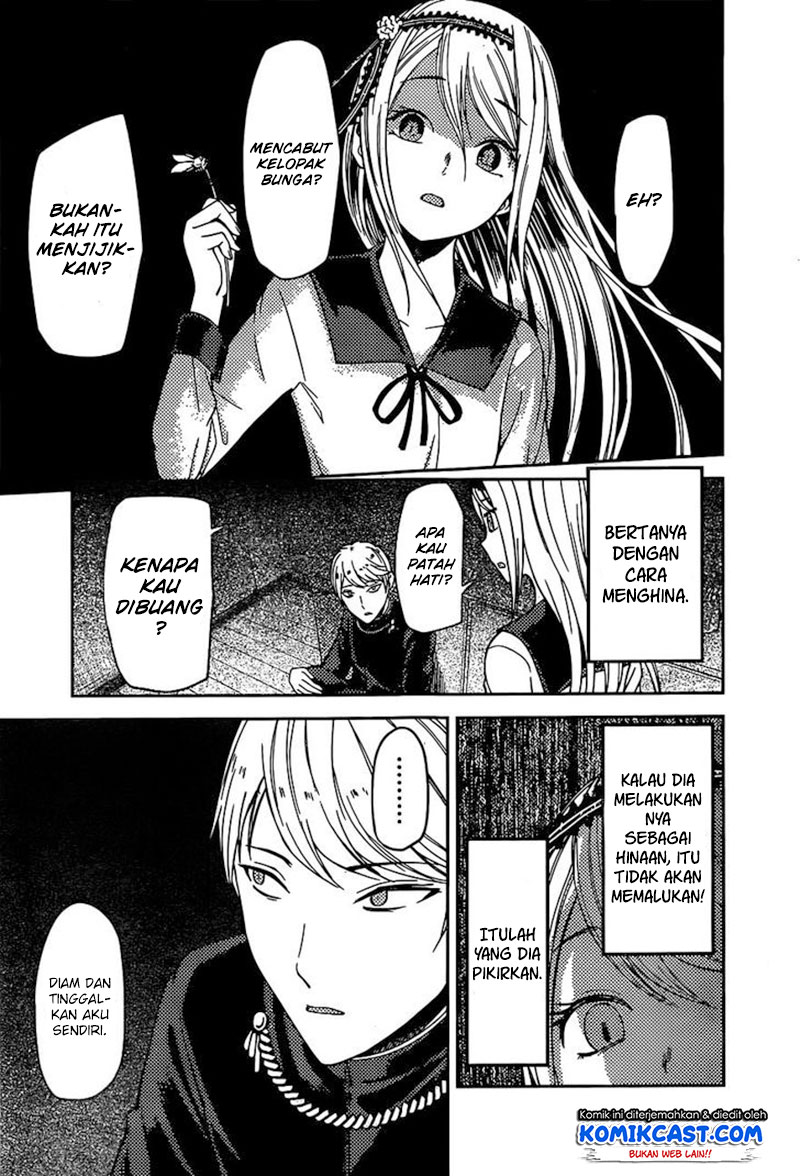 EH?
MENCABUT
KELOPAK
BUNGA?
BUKAN-
KAH ITU
MENJIJIK-
KAN?
BERTANYA
DENGAN
CARA
MENGHINA.
APA
KAU
PATAH
HATI?
KENAPA
KAU
DIBUANG
?
KALAU DIA
MELAKUKAN
NYA
SEBAGAI
HINAAN, ITU
TIDAK AKAN
MEMALUKAN!
ITULAH
YANG DIA
PIKIRKAN.
........
DIAM DAN
TINGGAL-
KAN AKU
SENDIRI.
Komik ini diterjemahkan & diedit oleh
KOMIKCAST.COM
BUKAN WEB LAIN!!